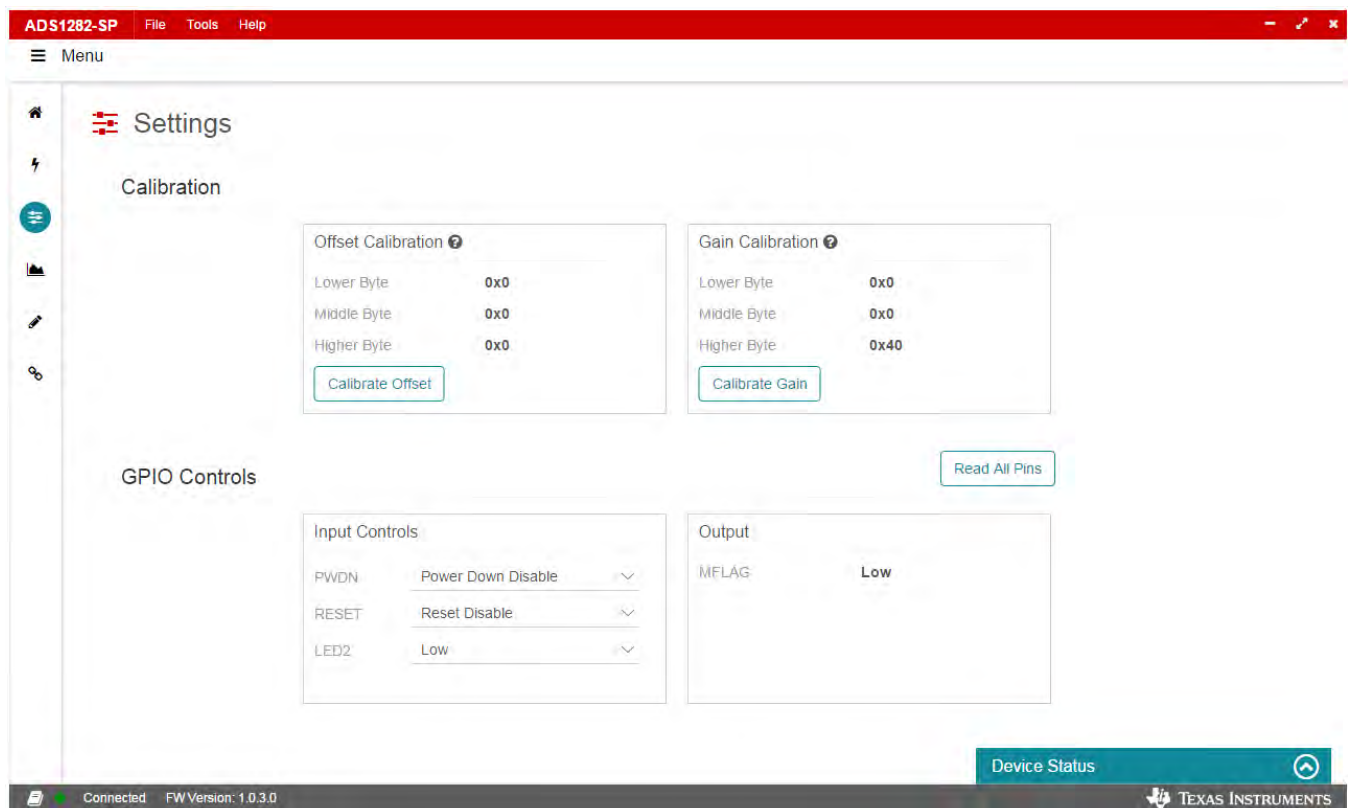 ADS1282-SP File Tools Help
Menu
Settings
Calibration
Offset Calibration
Lower Byte 0x0
Middle Byte 0x0
Higher Byte 0x0
Calibrate Offset
Gain Calibration
Lower Byte 0x0
Middle Byte 0x0
Higher Byte 0x40
Calibrate Gain
GPIO Controls
Read All Pins
Input Controls
PWDN Power Down Disable
RESET Reset Disable
LED2 Low
Output
MFLAG Low
Device Status
Connected FW Version: 1.0.3.0
TEXAS INSTRUMENTS